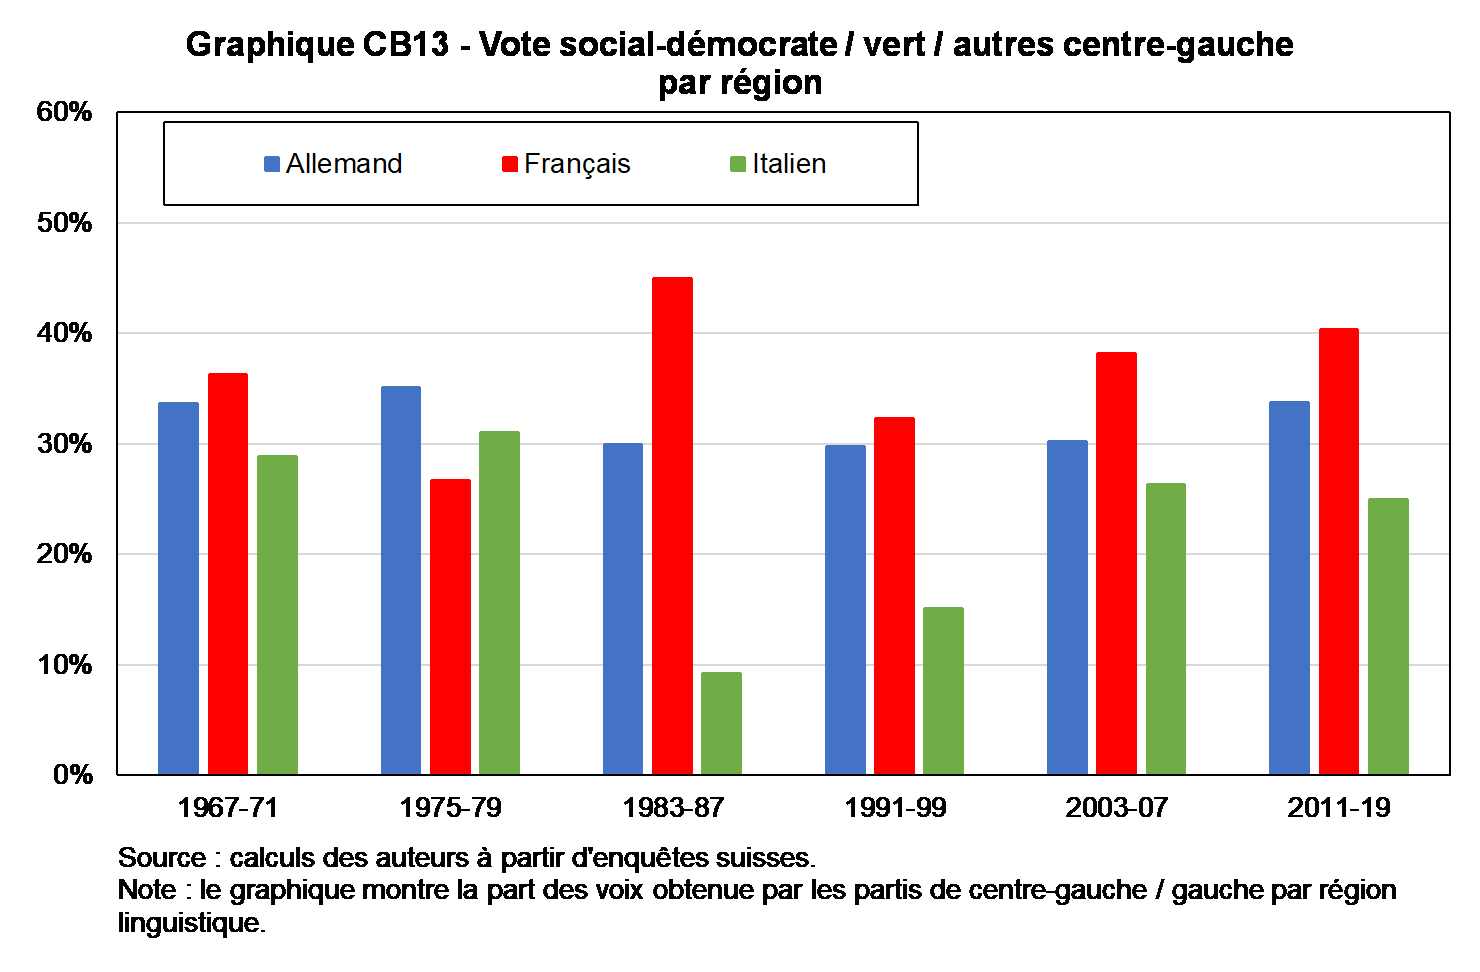 Graphique CB13 - Vote social-démocrate / vert / autres centre-gauche
par région
60%
Allemand Français Italien
50%
40%
30%
20%
10%
0%
1967-71 1975-79 1983-87 1991-99 2003-07 2011-19
Source : calculs des auteurs à partir d'enquêtes suisses.
Note : le graphique montre la part des voix obtenue par les partis de centre-gauche / gauche par région
linguistique.